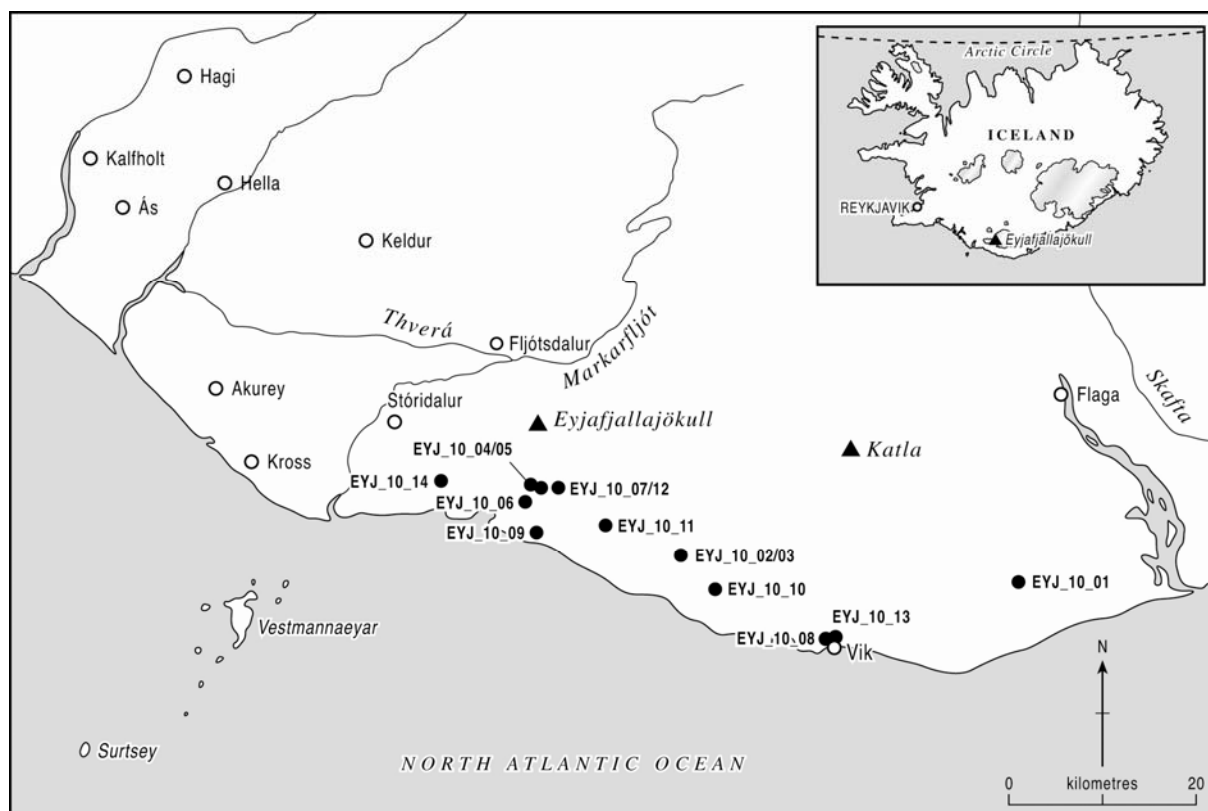 Hagi
Kalfholt
Ás
Hella
Keldur
Thverá
Fljótsdalur
Markarfljót
Akurey
Stóridalur
Kross
Eyjafjallajökull
Katla
Flaga
Skafta
EYJ_10_04/05
EYJ_10_14
EYJ_10_07/12
EYJ_10_06
EYJ_10_09
EYJ_10_11
EYJ_10_02/03
EYJ_10_10
EYJ_10_01
EYJ_10_13
EYJ_10_08
Vik
Vestmannaeyar
Surtsey
NORTH ATLANTIC OCEAN
N
0 kilometres 20
Arctic Circle
ICELAND
REYKJAVIK
Eyjafjallajökull